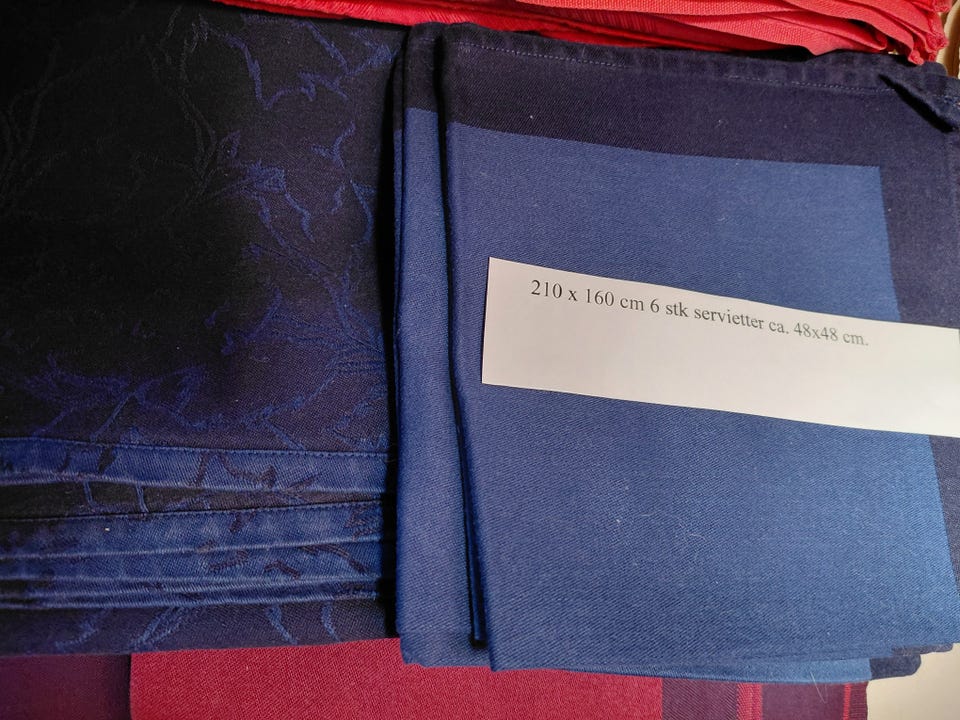 210 x 160 cm 6 stk servietter ca. 48x48 cm.